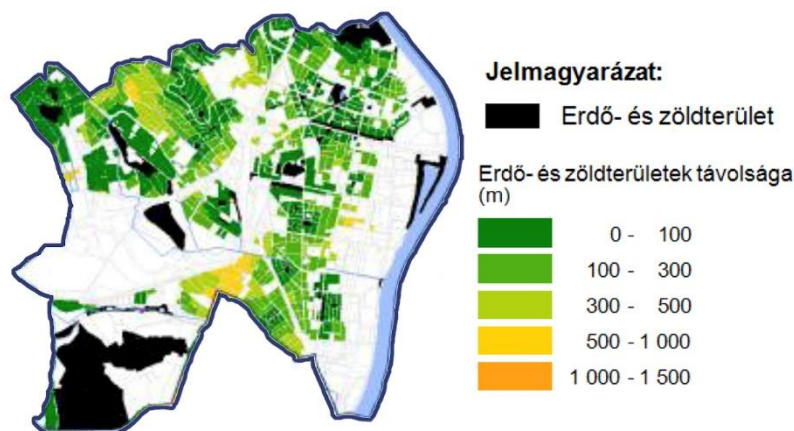 Jelmagyarázat:
Erdő- és zöldterület
Erdő- és zöldterületek távolsága
(m)
0 - 100
100 - 300
300 - 500
500 - 1 000
1 000 - 1 500